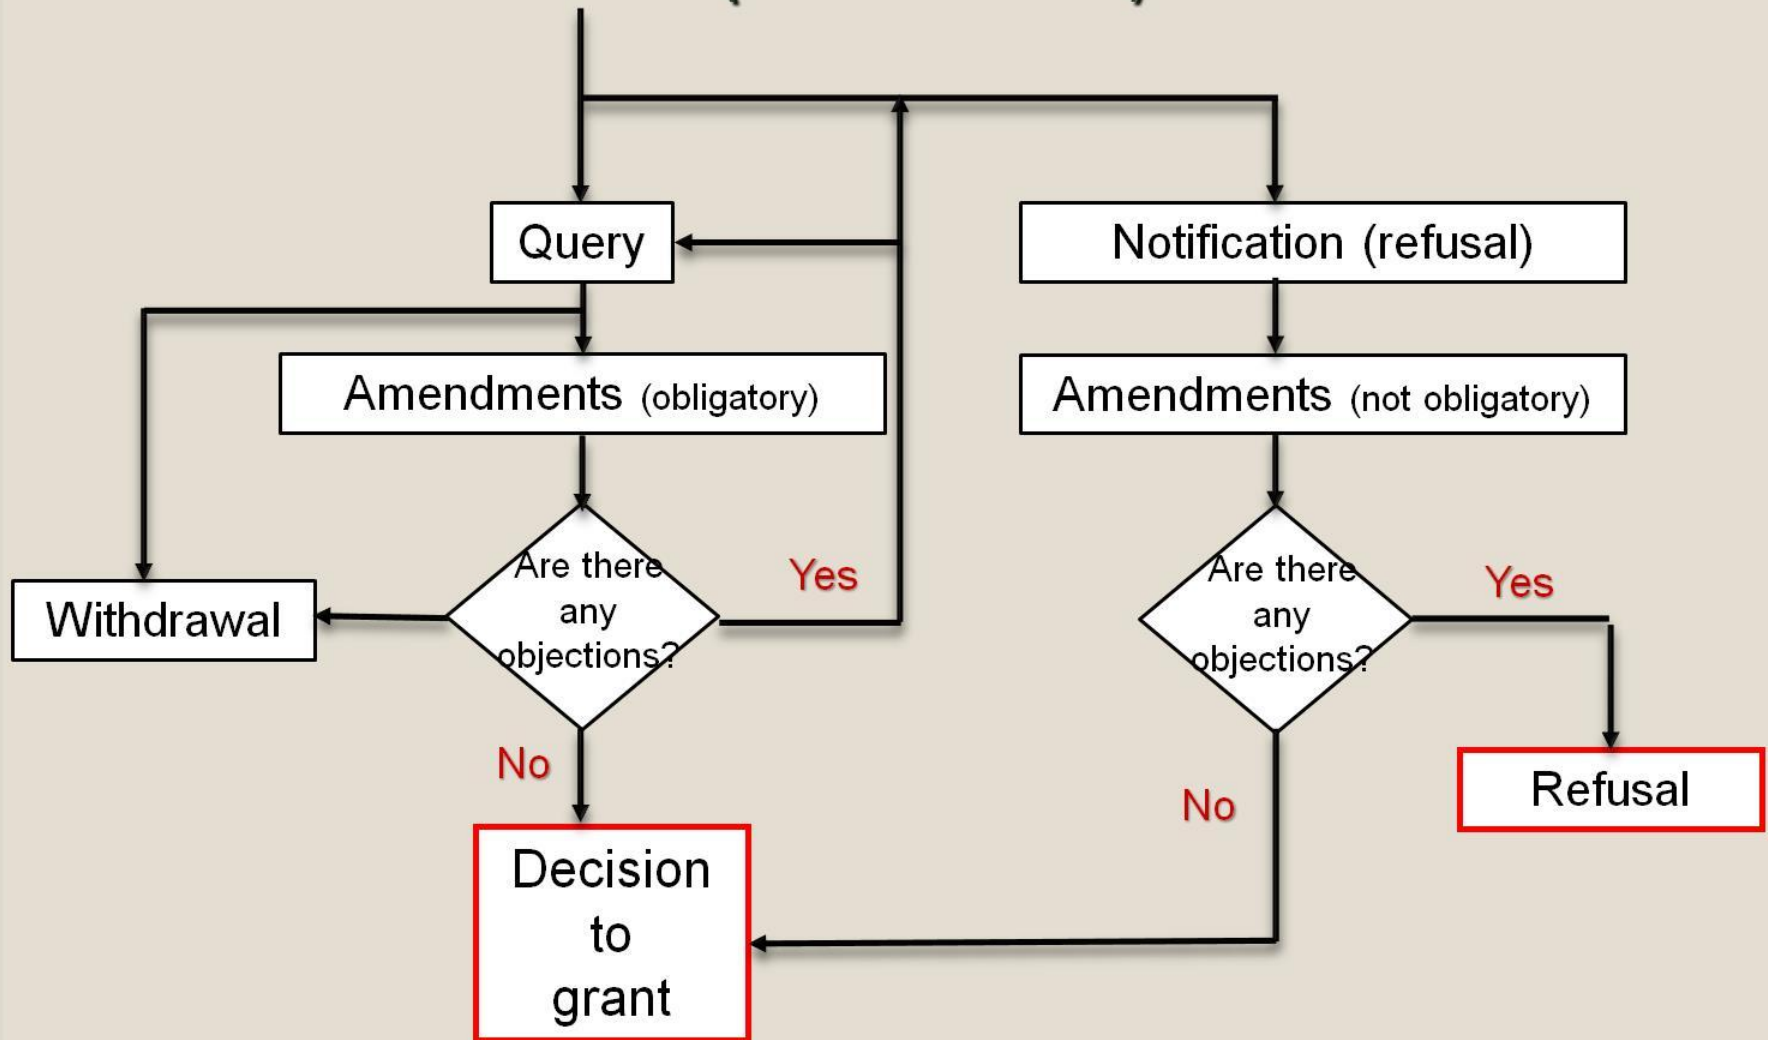 Query
Notification (refusal)
Amendments (obligatory)
Amendments (not obligatory)
Are there
any
objections?
Yes
Are there
any
objections?
Yes
Withdrawal
No
No
Refusal
Decision
to
grant